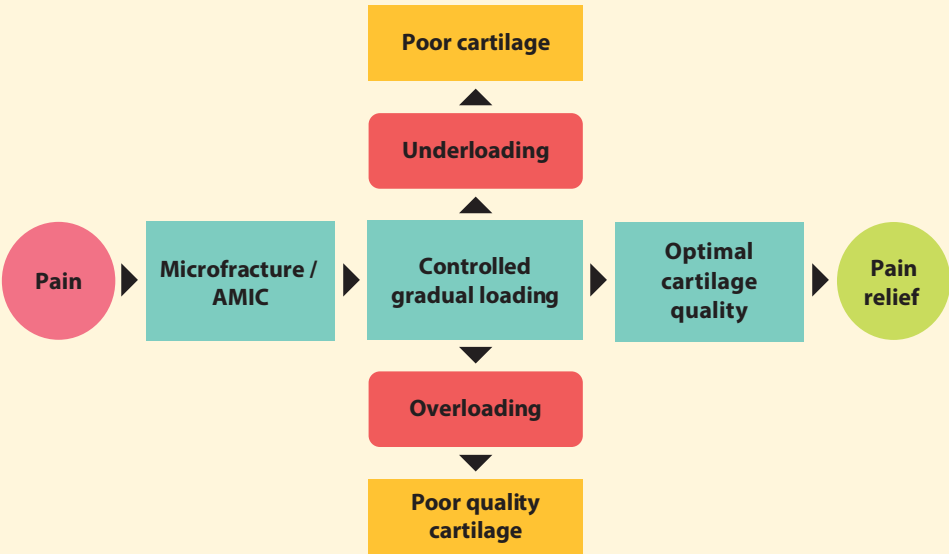 Poor cartilage
Underloading
Pain
Microfracture /
AMIC
Controlled
gradual loading
Optimal
cartilage
quality
Pain
relief
Overloading
Poor quality
cartilage